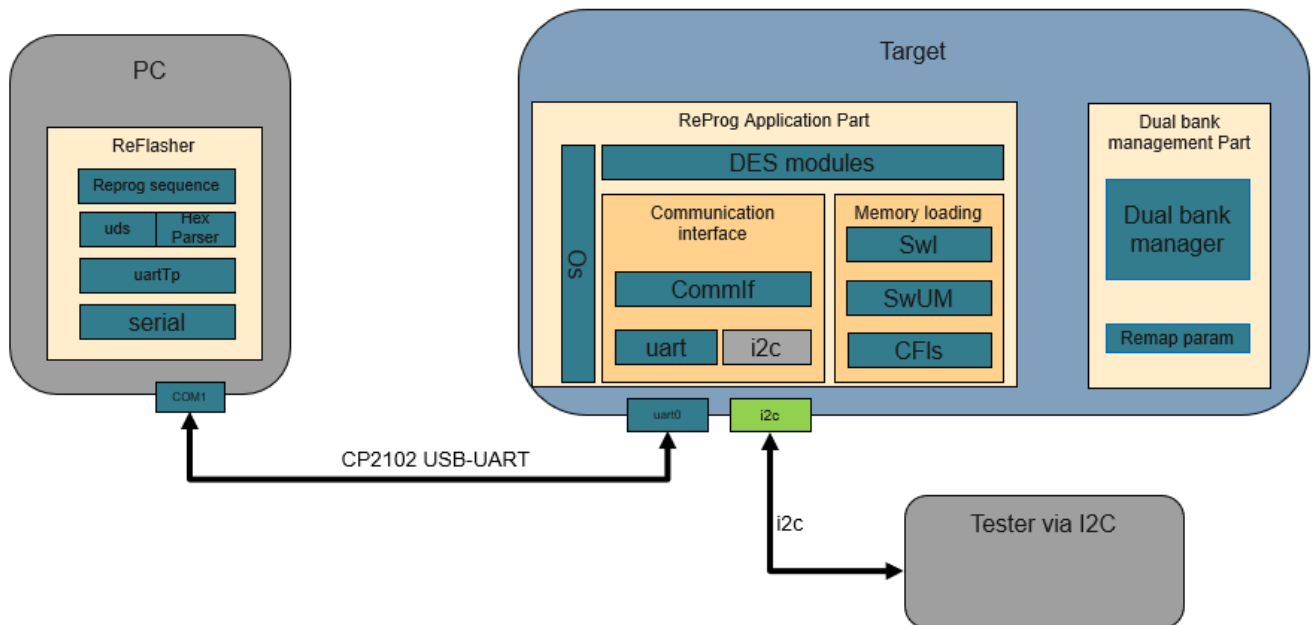 PC
ReFlasher
Reprog sequence
uds
Hex
Parser
uartTp
serial
COM1
CP2102 USB-UART
Target
ReProg Application Part
Os
DES modules
Communication
interface
CommIf
uart
i2c
Memory loading
SwI
SwUM
CFIs
Dual bank
management Part
Dual bank
manager
Remap param
uart0
i2c
i2c
Tester via I2C